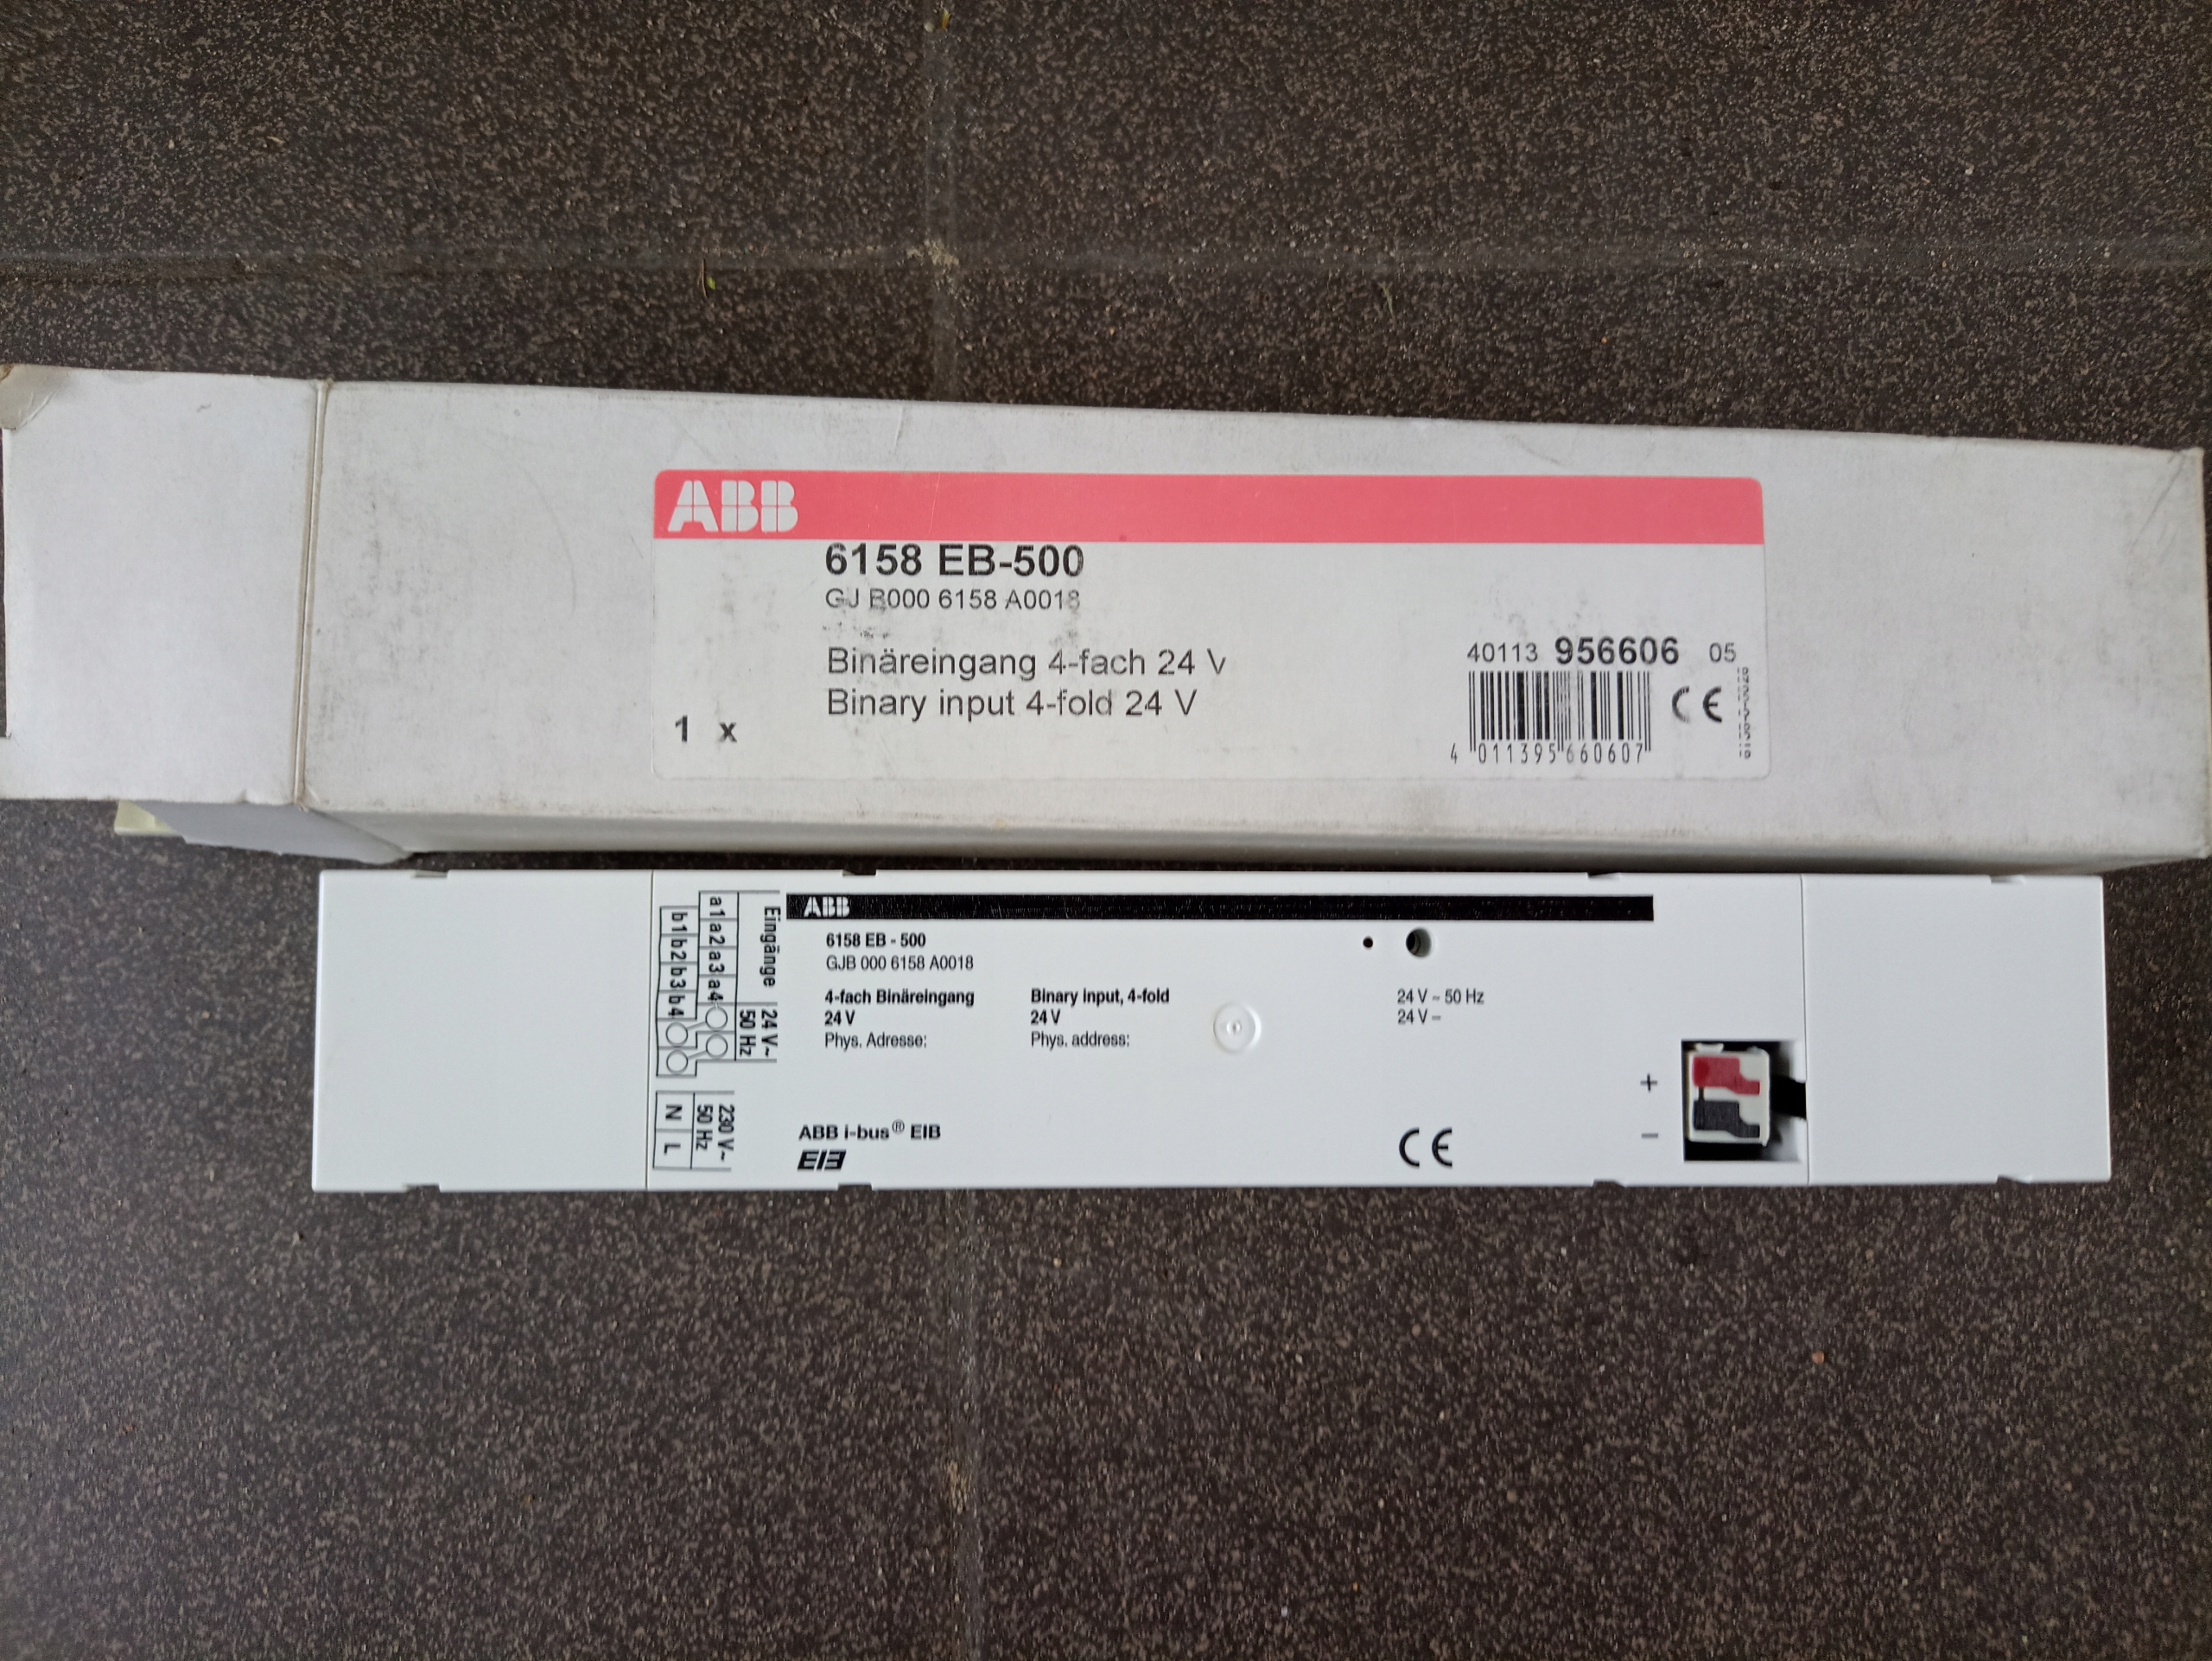 ABB
6158 EB-500
GJ B000 6158 A0018
Binäreingang 4-fach 24 V
Binary input 4-fold 24 V
1 x
40113 956606 05
CE
4 011395 660607
ABB
6158 EB - 500
GJB 000 6158 A0018
4-fach Binäreingang
24 V
Phys. Adresse:
Binary input, 4-fold
24 V
Phys. address:
24 V ~ 50 Hz
24 V –
ABB i-bus® EIB
EIB
CE
+
–
Eingänge
a1 a2 a3 a4
b1 b2 b3 b4
24 V~
50 Hz
230 V~
50 Hz
N L